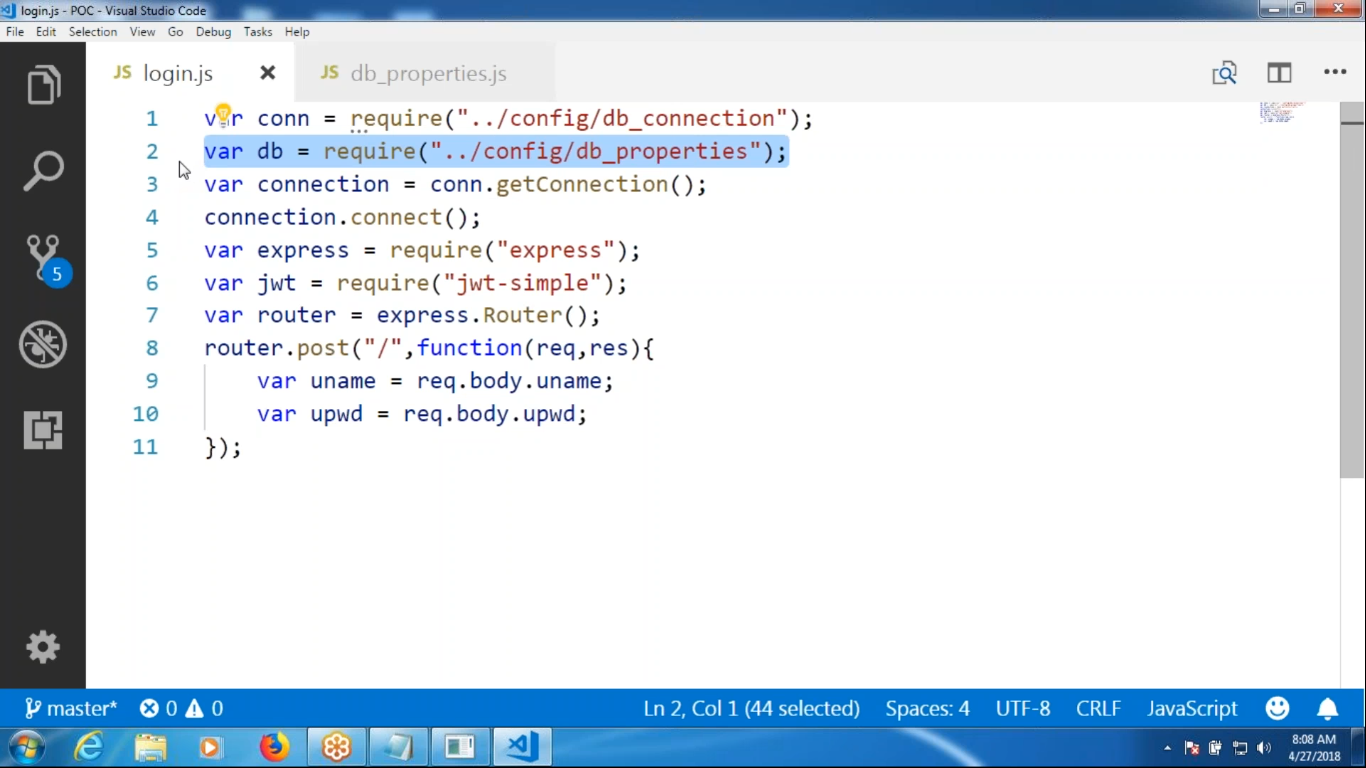 login.js - POC - Visual Studio Code
File Edit Selection View Go Debug Tasks Help
JS login.js JS db_properties.js
1 var conn = require("../config/db_connection");
2 var db = require("../config/db_properties");
3 var connection = conn.getConnection();
4 connection.connect();
5 var express = require("express");
6 var jwt = require("jwt-simple");
7 var router = express.Router();
8 router.post("/",function(req,res){
9 var uname = req.body.uname;
10 var upwd = req.body.upwd;
11 });
5
master* 0 0 Ln 2, Col 1 (44 selected) Spaces: 4 UTF-8 CRLF JavaScript
8:08 AM
4/27/2018